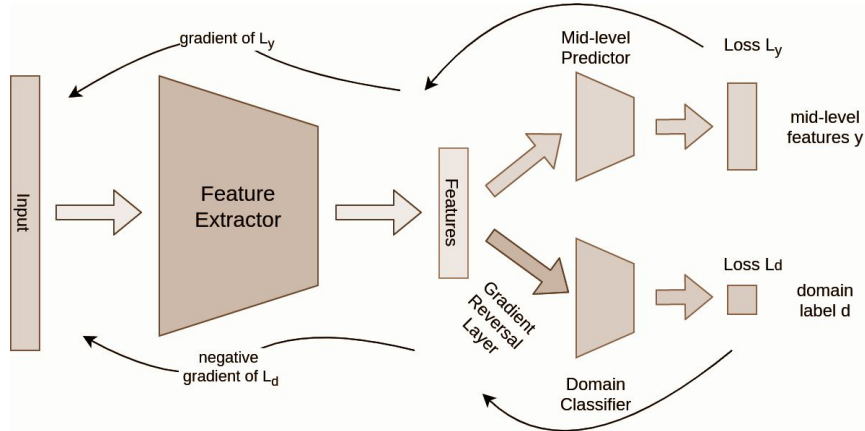 gradient of Ly
Mid-level
Predictor
Loss Ly
mid-level
features y
Input
Feature
Extractor
Features
Gradient
Reversal
Layer
Loss Ld
domain
label d
negative
gradient of Ld
Domain
Classifier